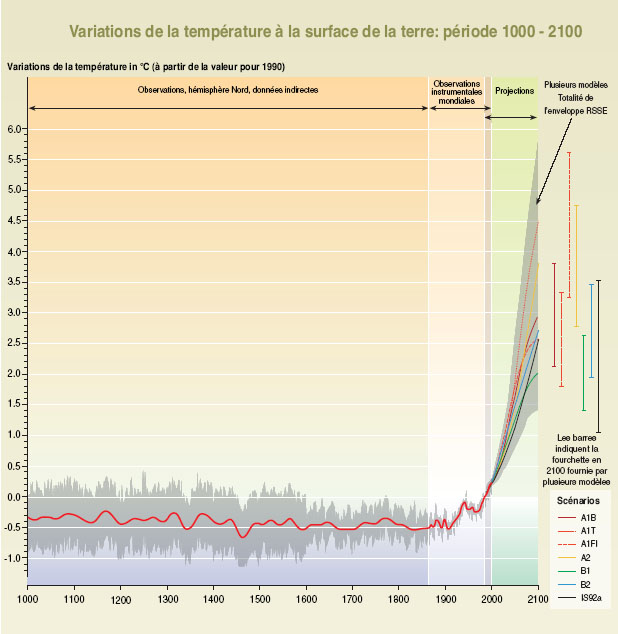 Variations de la température à la surface de la terre: période 1000 - 2100
Variations de la température in °C (à partir de la valeur pour 1990)
Observations, hémisphère Nord, données indirectes
Observations
instrumentales
mondiales
Projections
Plusieurs modèles
Totalité de
l'enveloppe RSSE
6.0
5.5
5.0
4.5
4.0
3.5
3.0
2.5
2.0
1.5
1.0
0.5
0.0
-0.5
-1.0
1000
1100
1200
1300
1400
1500
1600
1700
1800
1900
2000
2100
Lee barree
indiquent la
fourchette en
2100 fournie par
plusieurs modèlee
Scénarios
A1B
A1T
A1FI
A2
B1
B2
IS92a